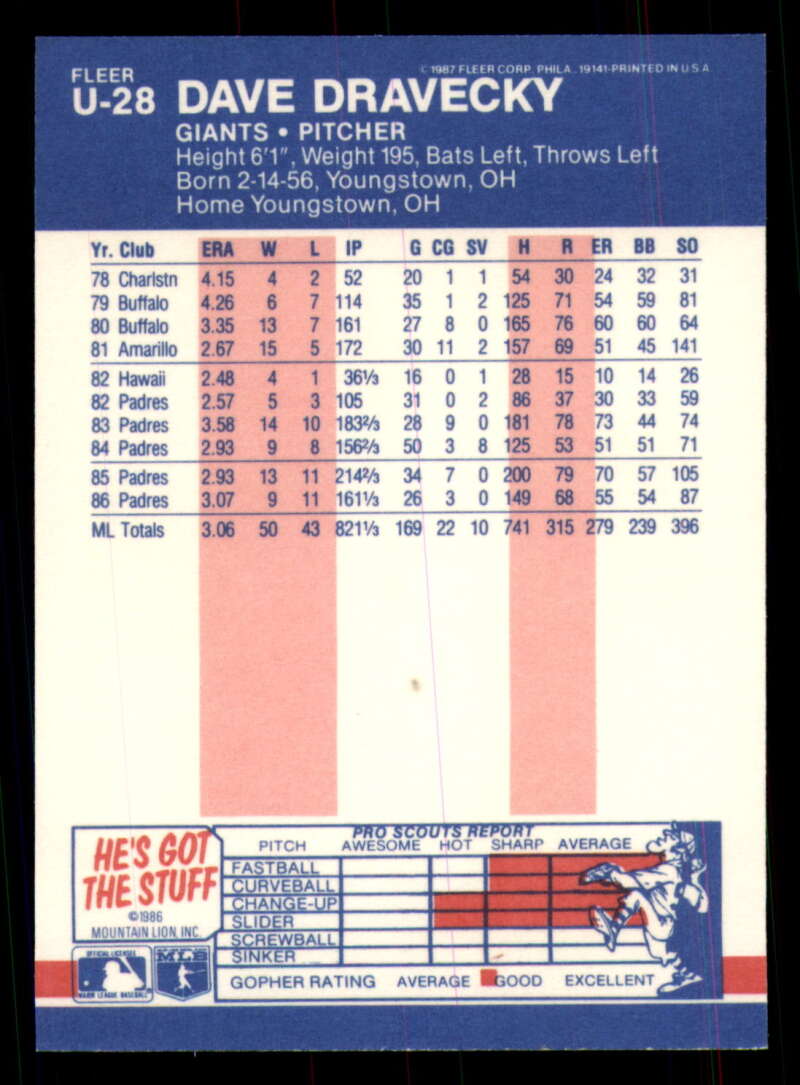 © 1987 FLEER CORP. PHILA., 19141-PRINTED IN U S A
FLEER
U-28 DAVE DRAVECKY
GIANTS • PITCHER
Height 6'1", Weight 195, Bats Left, Throws Left
Born 2-14-56, Youngstown, OH
Home Youngstown, OH
Yr. Club ERA W L IP G CG SV H R ER BB SO
78 Charlstn 4.15 4 2 52 20 1 1 54 30 24 32 31
79 Buffalo 4.26 6 7 114 35 1 2 125 71 54 59 81
80 Buffalo 3.35 13 7 161 27 8 0 165 76 60 60 64
81 Amarillo 2.67 15 5 172 30 11 2 157 69 51 45 141
82 Hawaii 2.48 4 1 36⅓ 16 0 1 28 15 10 14 26
82 Padres 2.57 5 3 105 31 0 2 86 37 30 33 59
83 Padres 3.58 14 10 183⅔ 28 9 0 181 78 73 44 74
84 Padres 2.93 9 8 156⅔ 50 3 8 125 53 51 51 71
85 Padres 2.93 13 11 214⅔ 34 7 0 200 79 70 57 105
86 Padres 3.07 9 11 161⅓ 26 3 0 149 68 55 54 87
ML Totals 3.06 50 43 821⅓ 169 22 10 741 315 279 239 396
HE'S GOT
THE STUFF
©1986
MOUNTAIN LION, INC.
OFFICIAL LICENSEE
MAJOR LEAGUE BASEBALL
MLB
PRO SCOUTS REPORT
PITCH AWESOME HOT SHARP AVERAGE
FASTBALL
CURVEBALL
CHANGE-UP
SLIDER
SCREWBALL
SINKER
GOPHER RATING AVERAGE GOOD EXCELLENT